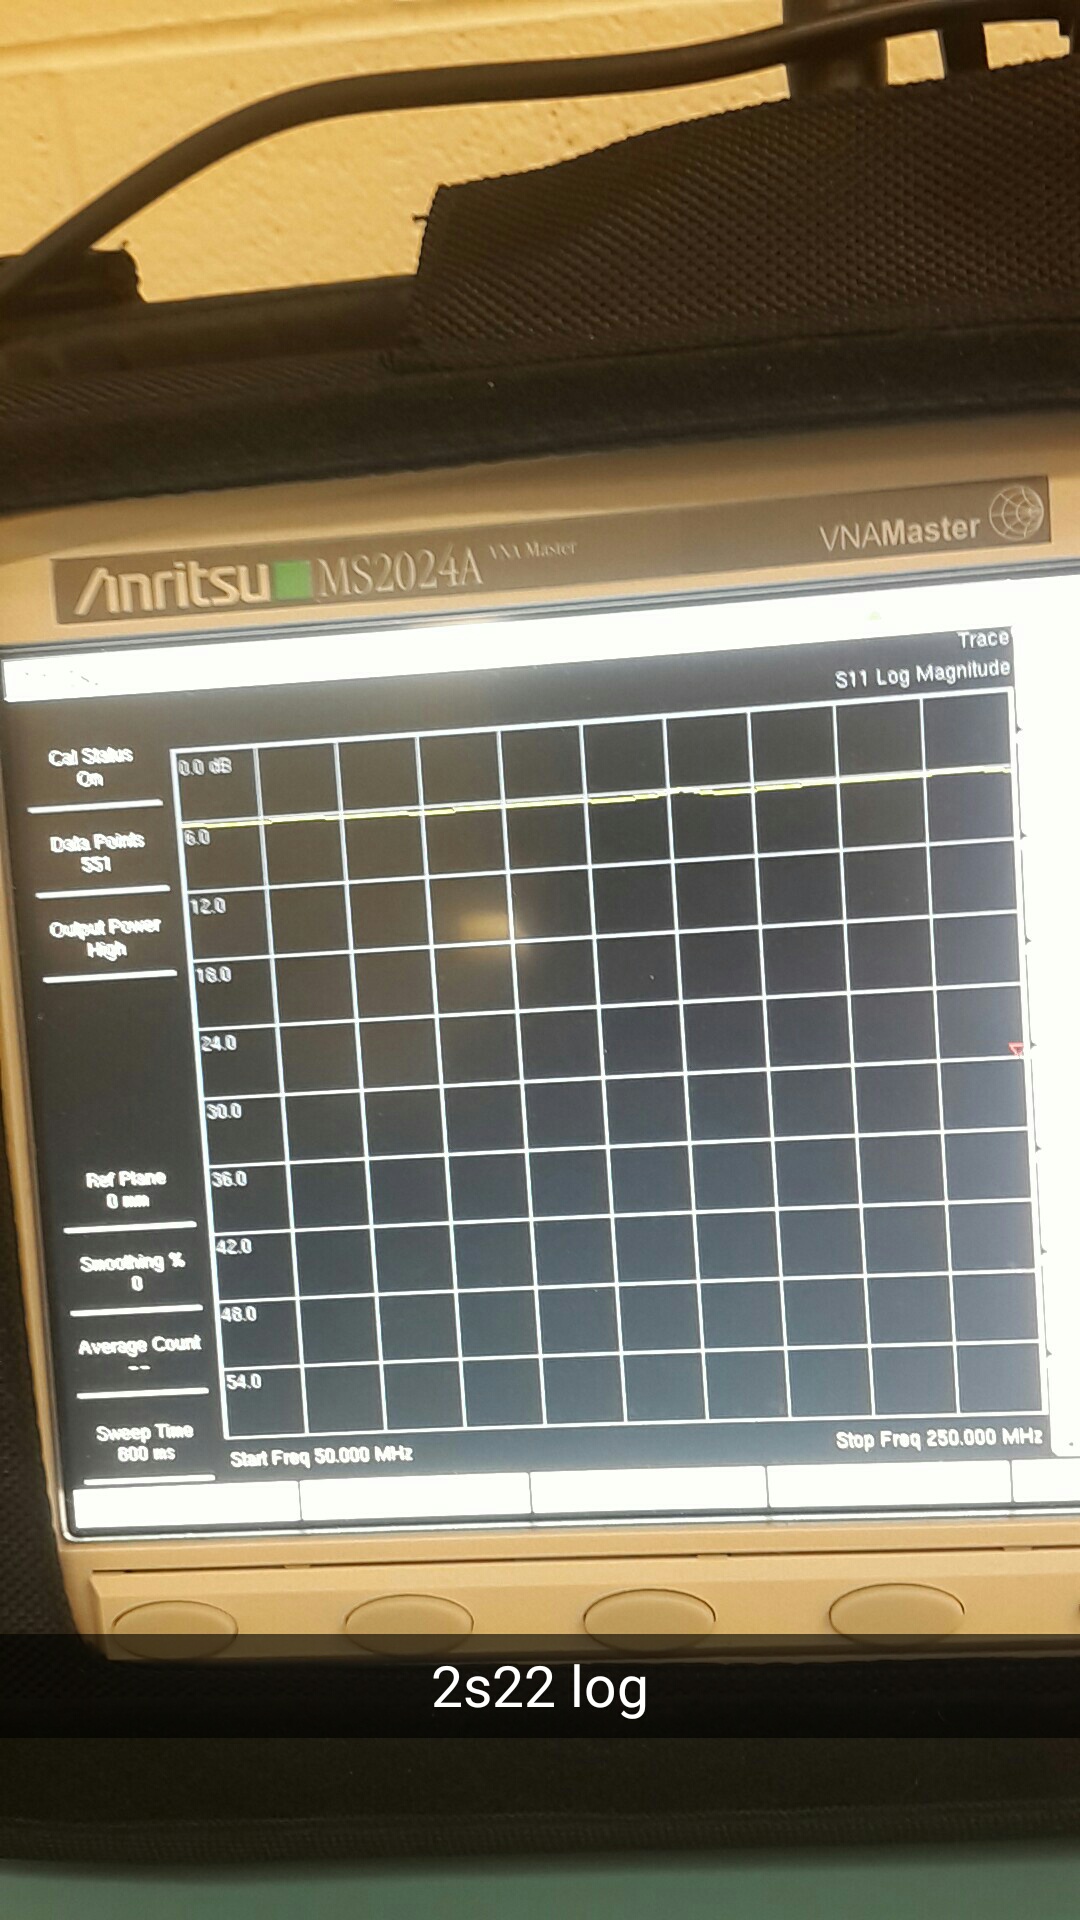 Anritsu MS2024A VNA Master
VNAMaster
Trace
S11 Log Magnitude
Cal Status
On
Data Points
551
Output Power
High
Ref Plane
0 mm
Smoothing %
0
Average Count
--
Sweep Time
600 ms
0.0 dB
6.0
12.0
18.0
24.0
30.0
36.0
42.0
48.0
54.0
Start Freq 50.000 MHz
Stop Freq 250.000 MHz
2s22 log